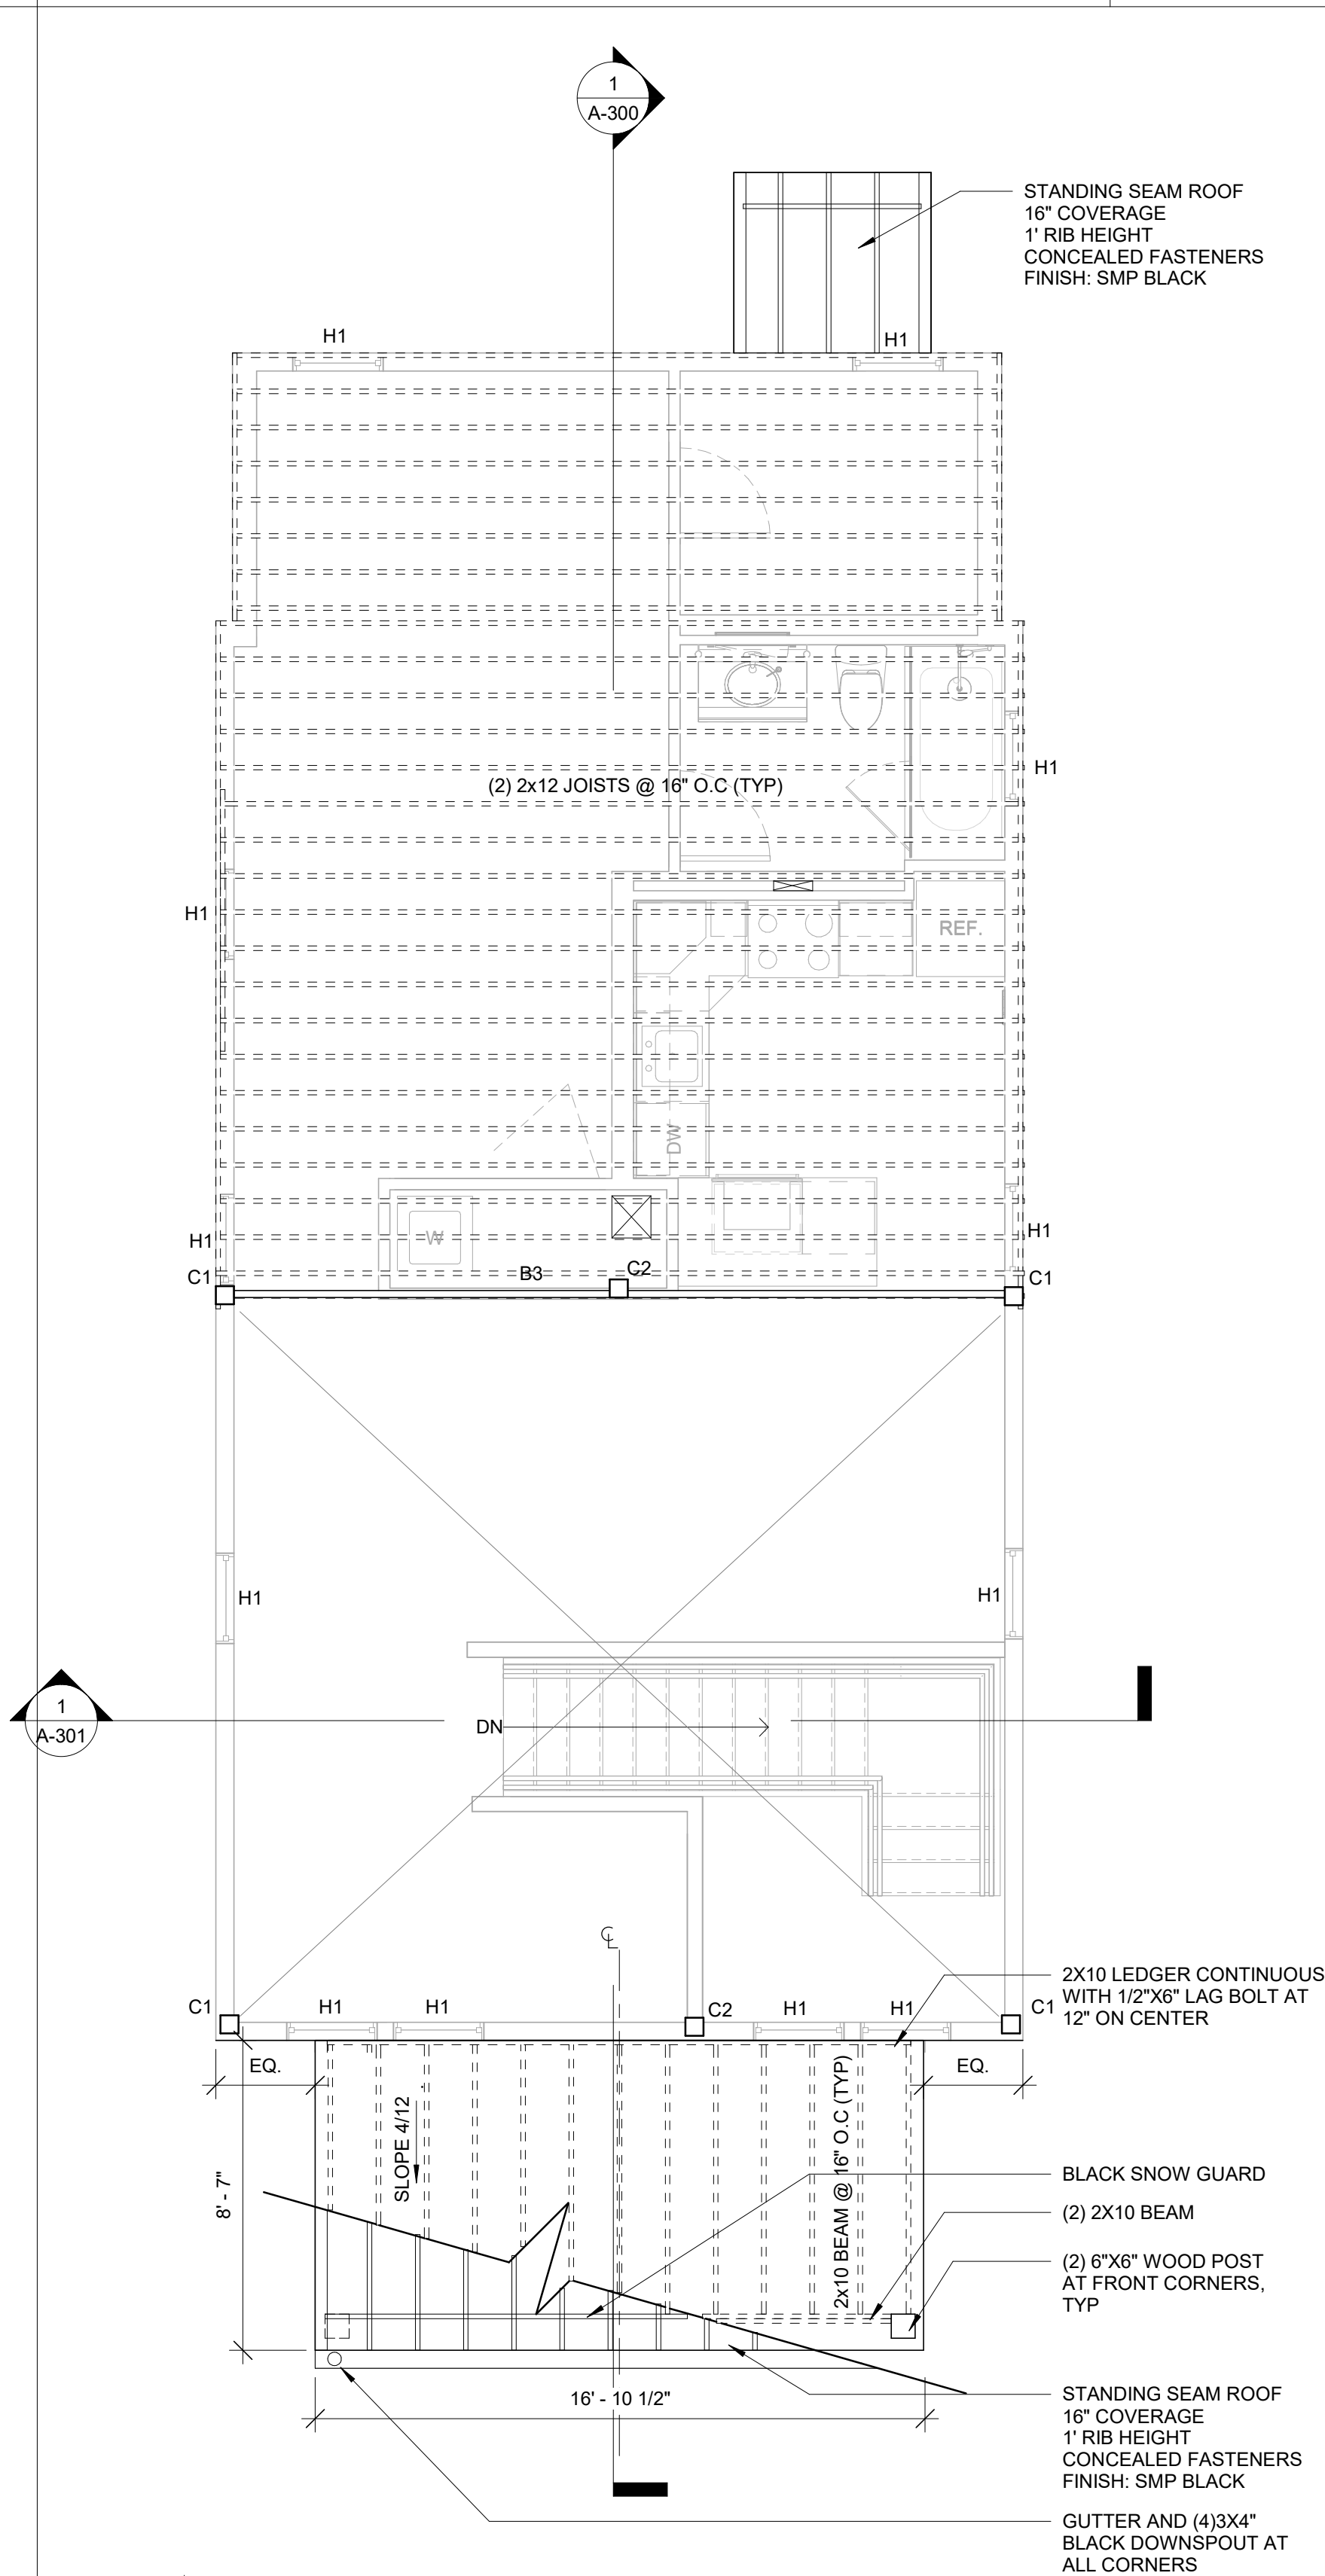 1
A-300
STANDING SEAM ROOF
16" COVERAGE
1' RIB HEIGHT
CONCEALED FASTENERS
FINISH: SMP BLACK
H1
H1
H1
(2) 2x12 JOISTS @ 16" O.C (TYP)
H1
REF.
DW
H1
H1
W
C1
B3
C2
C1
H1
H1
1
A-301
DN
CL
2X10 LEDGER CONTINUOUS
WITH 1/2"X6" LAG BOLT AT
12" ON CENTER
C1
H1
H1
C2
H1
H1
C1
EQ.
EQ.
SLOPE 4/12
2x10 BEAM @ 16" O.C (TYP)
8' - 7"
BLACK SNOW GUARD
(2) 2X10 BEAM
(2) 6"X6" WOOD POST
AT FRONT CORNERS,
TYP
16' - 10 1/2"
STANDING SEAM ROOF
16" COVERAGE
1' RIB HEIGHT
CONCEALED FASTENERS
FINISH: SMP BLACK
GUTTER AND (4)3X4"
BLACK DOWNSPOUT AT
ALL CORNERS